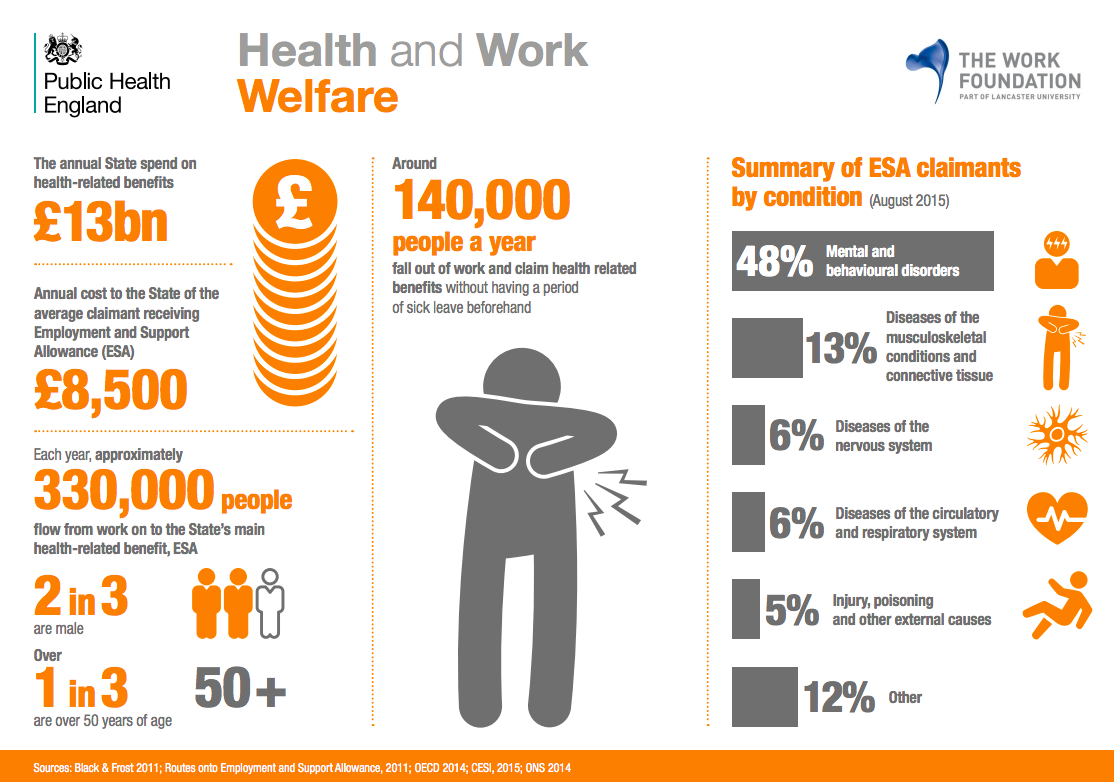 Public Health
England
Health and Work
Welfare
THE WORK
FOUNDATION
PART OF LANCASTER UNIVERSITY
The annual State spend on
health-related benefits
£13bn
£
Annual cost to the State of the
average claimant receiving
Employment and Support
Allowance (ESA)
£8,500
Each year, approximately
330,000 people
flow from work on to the State's main
health-related benefit, ESA
2 in 3
are male
Over
1 in 3
are over 50 years of age
50+
Around
140,000
people a year
fall out of work and claim health related
benefits without having a period
of sick leave beforehand
Summary of ESA claimants
by condition (August 2015)
48% Mental and
behavioural disorders
13% Diseases of the
musculoskeletal
conditions and
connective tissue
6% Diseases of the
nervous system
6% Diseases of the circulatory
and respiratory system
5% Injury, poisoning
and other external causes
12% Other
Sources: Black & Frost 2011; Routes onto Employment and Support Allowance, 2011; OECD 2014; CESI, 2015; ONS 2014